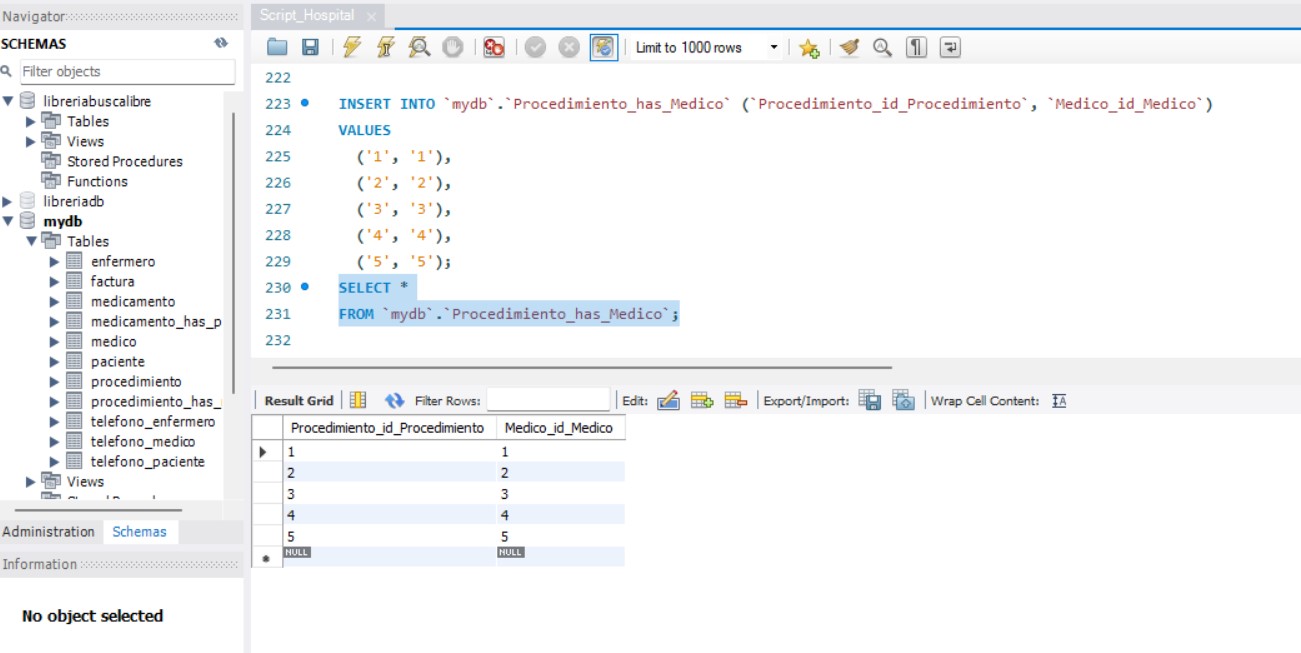 Navigator
SCHEMAS
Filter objects
libreriabuscalibre
Tables
Views
Stored Procedures
Functions
libreriadb
mydb
Tables
enfermero
factura
medicamento
medicamento_has_p
medico
paciente
procedimiento
procedimiento_has_
telefono_enfermero
telefono_medico
telefono_paciente
Views
Administration Schemas
Information
No object selected
Script_Hospital
Limit to 1000 rows
222
223 INSERT INTO `mydb`.`Procedimiento_has_Medico` (`Procedimiento_id_Procedimiento`, `Medico_id_Medico`)
224 VALUES
225 ('1', '1'),
226 ('2', '2'),
227 ('3', '3'),
228 ('4', '4'),
229 ('5', '5');
230 SELECT *
231 FROM `mydb`.`Procedimiento_has_Medico`;
232
Result Grid Filter Rows: Edit: Export/Import: Wrap Cell Content: IA
Procedimiento_id_Procedimiento Medico_id_Medico
1 1
2 2
3 3
4 4
5 5
NULL NULL